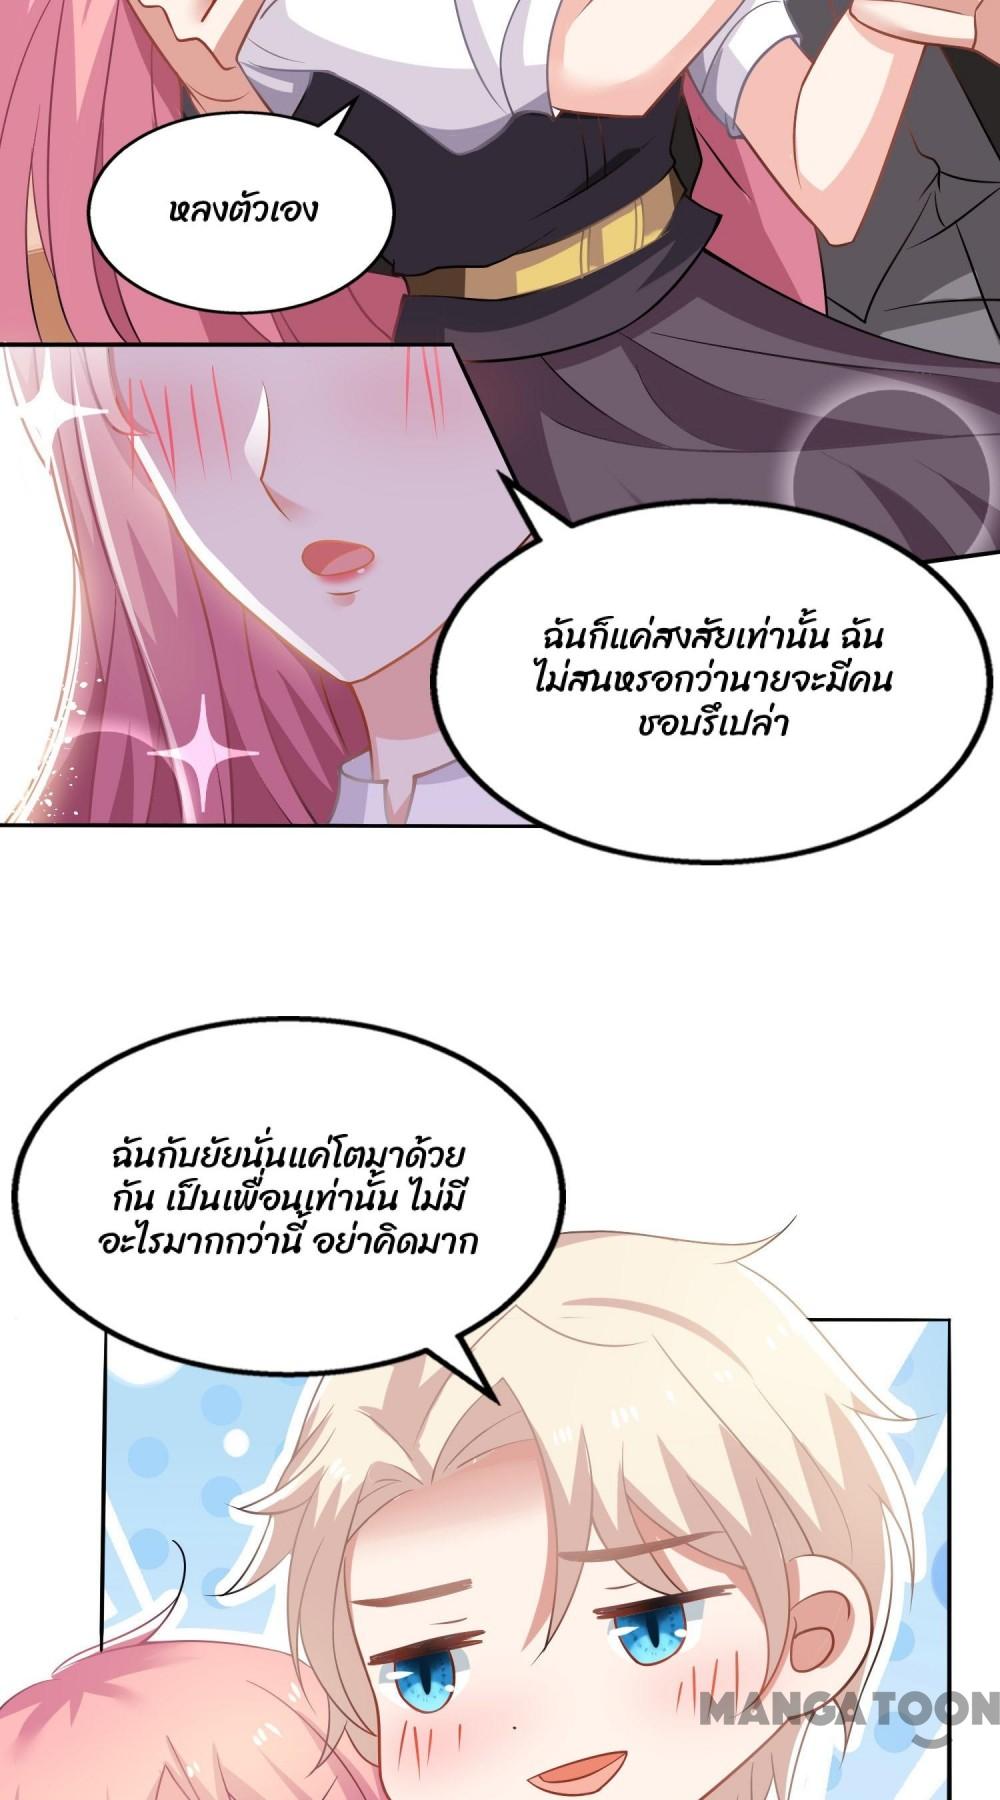 หลงตัวเอง
ฉันก็แค่สงสัยเท่านั้น ฉัน
ไม่สนหรอกว่านายจะมีคน
ชอบรึเปล่า
ฉันกับยัยนั่นแค่โตมาด้วย
กัน เป็นเพื่อนเท่านั้น ไม่มี
อะไรมากกว่านี้ อย่าคิดมาก
MANGATOON